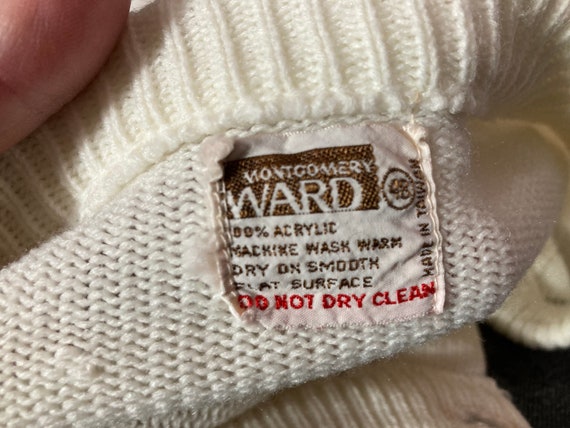 MONTGOMERY
WARD
100% ACRYLIC
MACHINE WASH WARM
DRY ON SMOOTH
FLAT SURFACE
DO NOT DRY CLEAN
MADE IN TAIWAN